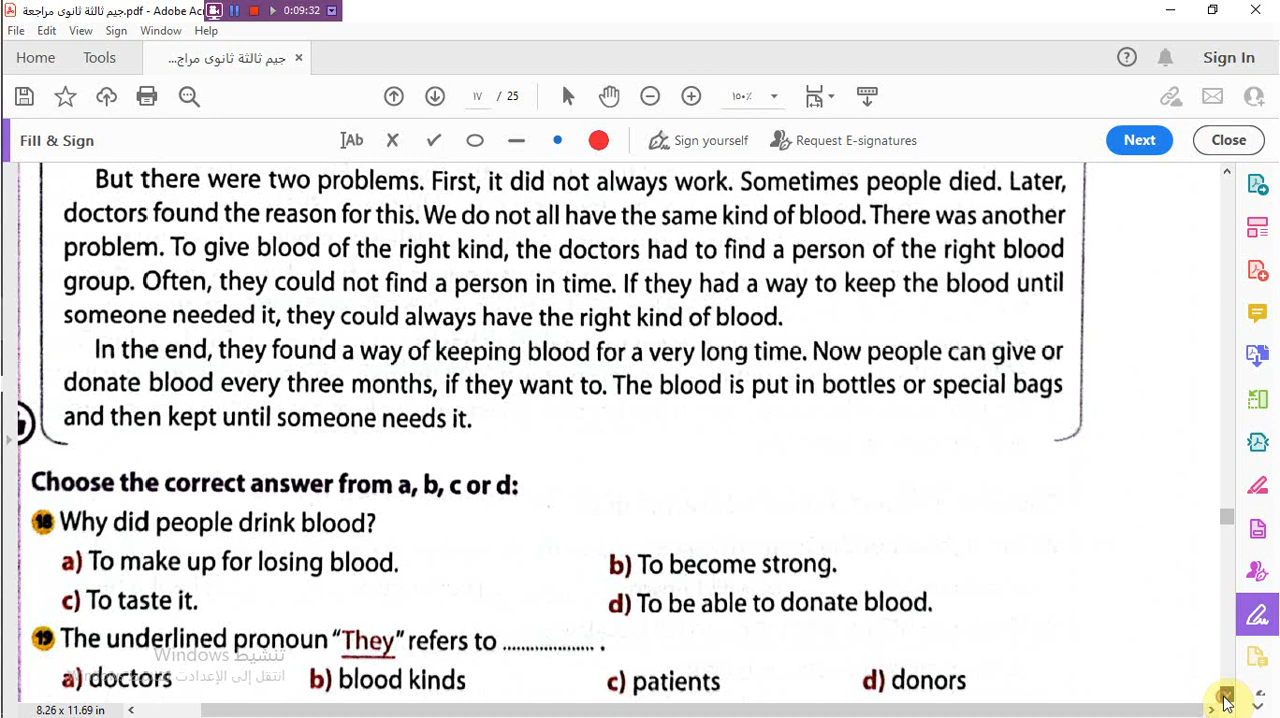 جيم ثالثة ثانوى مراجعة.pdf - Adobe Acr
00:09:32
File Edit View Sign Window Help
Home Tools جيم ثالثة ثانوى مراج... × Sign In
١٧ / 25 ١٥٠٪
Fill & Sign Ab Sign yourself Request E-signatures Next Close
But there were two problems. First, it did not always work. Sometimes people died. Later,
doctors found the reason for this. We do not all have the same kind of blood. There was another
problem. To give blood of the right kind, the doctors had to find a person of the right blood
group. Often, they could not find a person in time. If they had a way to keep the blood until
someone needed it, they could always have the right kind of blood.
In the end, they found a way of keeping blood for a very long time. Now people can give or
donate blood every three months, if they want to. The blood is put in bottles or special bags
and then kept until someone needs it.
Choose the correct answer from a, b, c or d:
18 Why did people drink blood?
a) To make up for losing blood. b) To become strong.
c) To taste it. d) To be able to donate blood.
19 The underlined pronoun “They” refers to .................... .
تنشيط Windows
a) doctors b) blood kinds c) patients d) donors
8.26 x 11.69 in